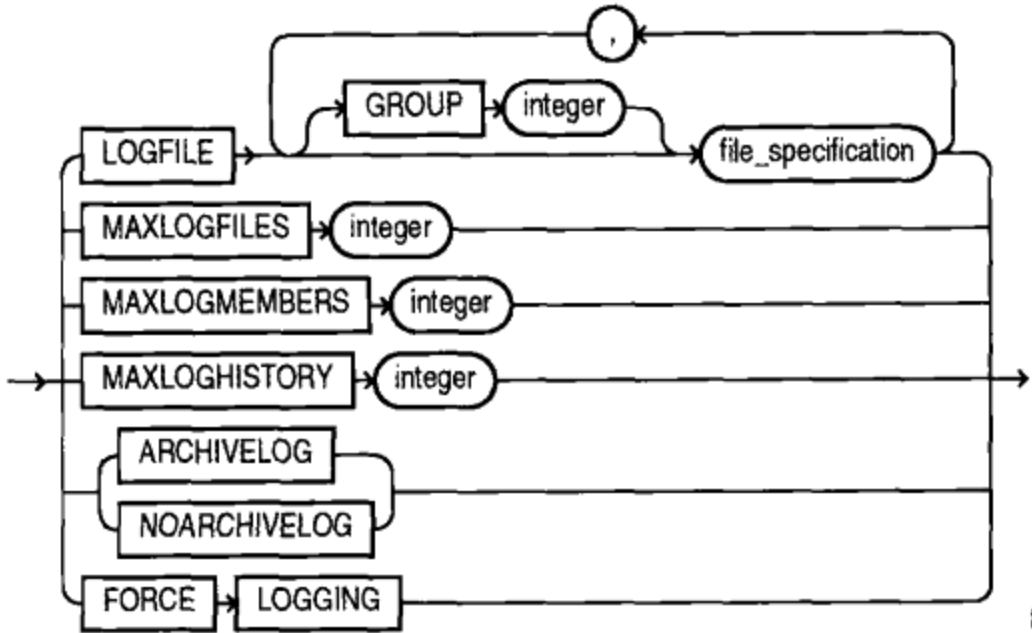 ,
GROUP integer
LOGFILE file_specification
MAXLOGFILES integer
MAXLOGMEMBERS integer
MAXLOGHISTORY integer
ARCHIVELOG
NOARCHIVELOG
FORCE LOGGING